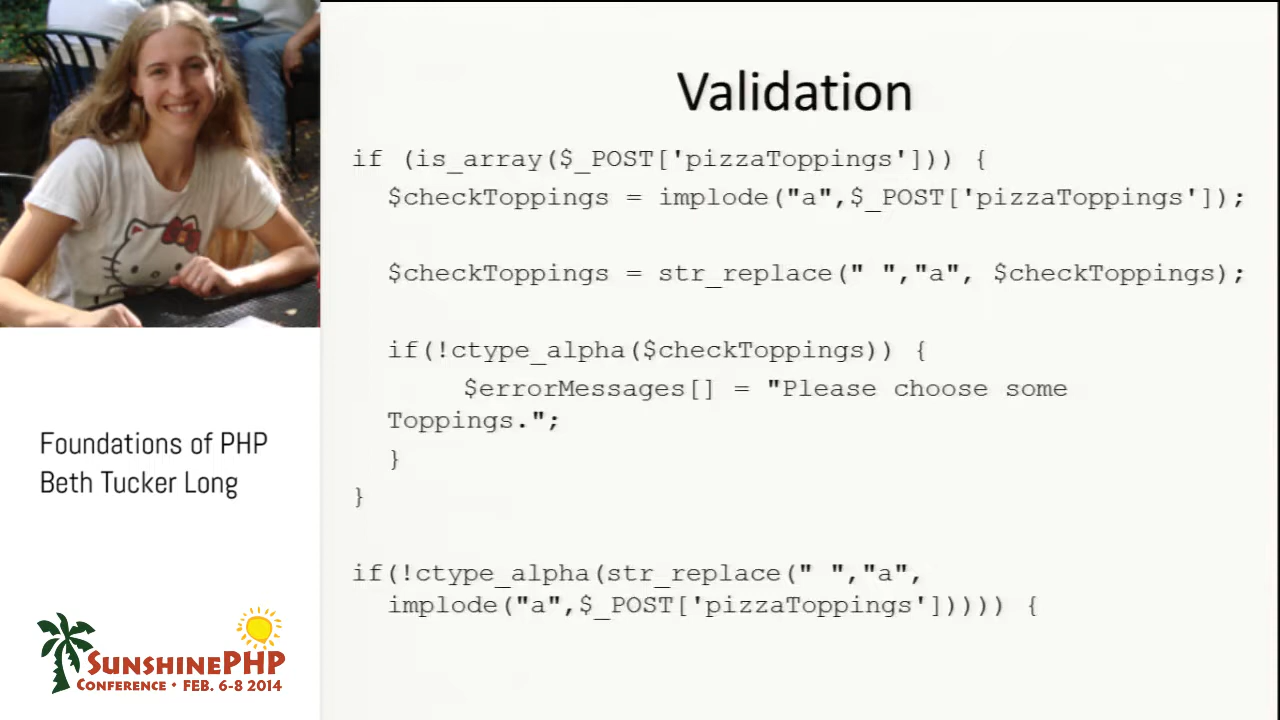 Validation
if (is_array($_POST['pizzaToppings'])) {
$checkToppings = implode("a",$_POST['pizzaToppings']);
$checkToppings = str_replace(" ","a", $checkToppings);
if(!ctype_alpha($checkToppings)) {
$errorMessages[] = "Please choose some
Toppings.";
}
}
if(!ctype_alpha(str_replace(" ","a",
implode("a",$_POST['pizzaToppings'])))) {
Foundations of PHP
Beth Tucker Long
SunshinePHP
Conference • Feb. 6-8 2014